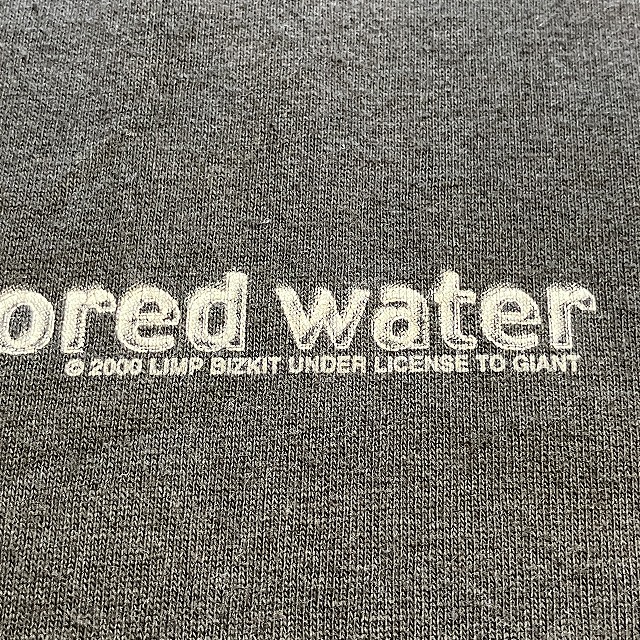 ored water
© 2000 LIMP BIZKIT UNDER LICENSE TO GIANT